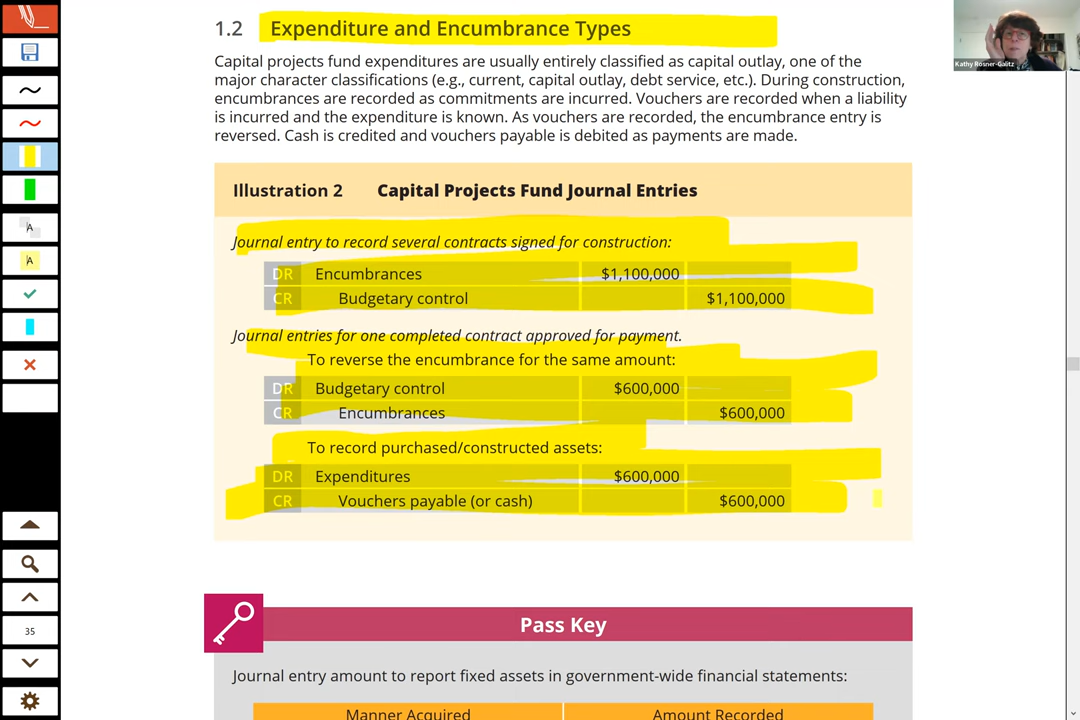 1.2 Expenditure and Encumbrance Types
Kathy Rosner-Galitz
Capital projects fund expenditures are usually entirely classified as capital outlay, one of the
major character classifications (e.g., current, capital outlay, debt service, etc.). During construction,
encumbrances are recorded as commitments are incurred. Vouchers are recorded when a liability
is incurred and the expenditure is known. As vouchers are recorded, the encumbrance entry is
reversed. Cash is credited and vouchers payable is debited as payments are made.
Illustration 2 Capital Projects Fund Journal Entries
Journal entry to record several contracts signed for construction:
DR Encumbrances $1,100,000
CR Budgetary control $1,100,000
Journal entries for one completed contract approved for payment.
To reverse the encumbrance for the same amount:
DR Budgetary control $600,000
CR Encumbrances $600,000
To record purchased/constructed assets:
DR Expenditures $600,000
CR Vouchers payable (or cash) $600,000
Pass Key
Journal entry amount to report fixed assets in government-wide financial statements:
Manner Acquired Amount Recorded
A
A
35